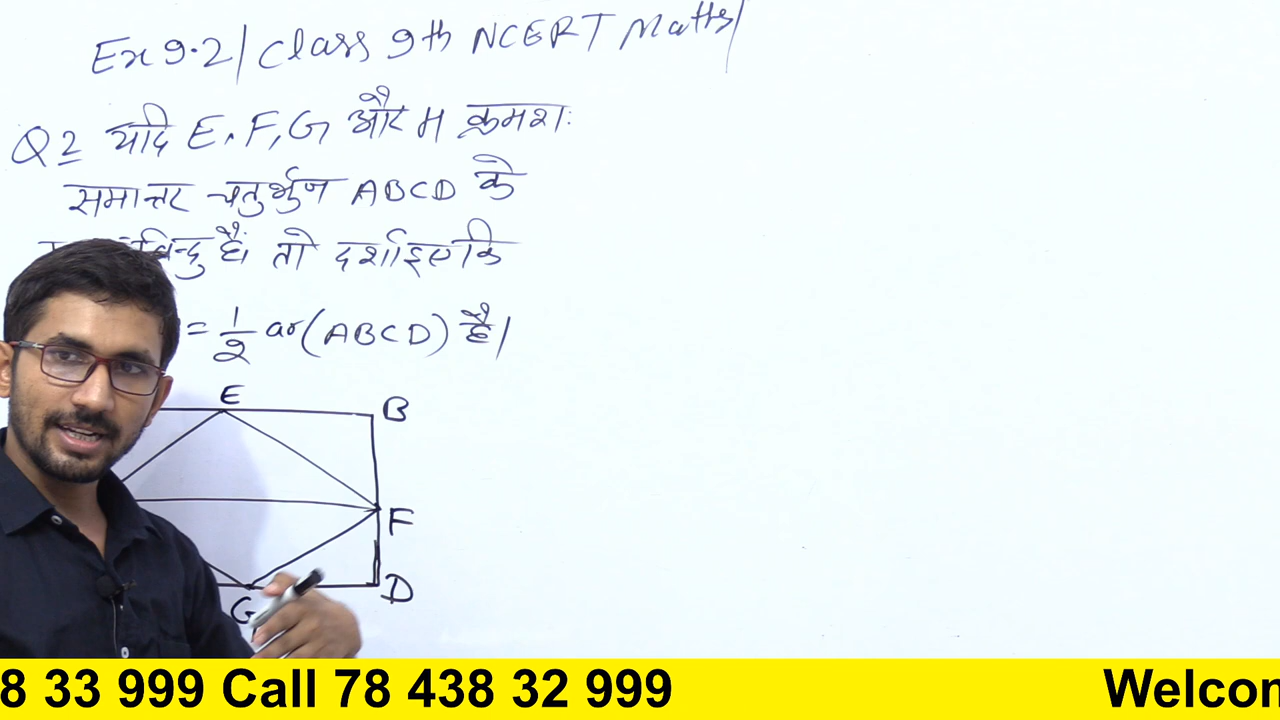 Ex 9.2/ Class 9th NCERT Maths/
Q2 यदि E, F, G और H क्रमशः
समान्तर चतुर्भुज ABCD के
है। तो दर्शाइए कि
= 1/2 ar(ABCD) है।
E
B
F
D
G
8 33 999 Call 78 438 32 999
Welcon